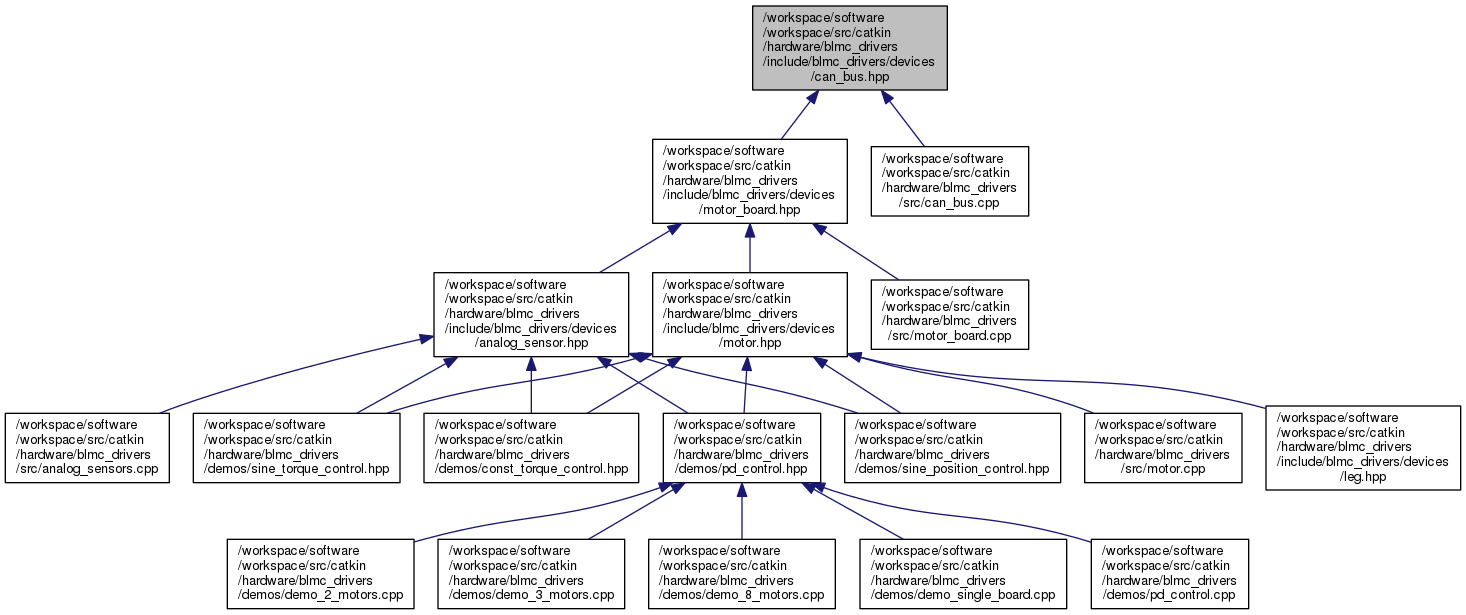 /workspace/software
/workspace/src/catkin
/hardware/blmc_drivers
/include/blmc_drivers/devices
/can_bus.hpp
/workspace/software
/workspace/src/catkin
/hardware/blmc_drivers
/include/blmc_drivers/devices
/motor_board.hpp
/workspace/software
/workspace/src/catkin
/hardware/blmc_drivers
/src/can_bus.cpp
/workspace/software
/workspace/src/catkin
/hardware/blmc_drivers
/include/blmc_drivers/devices
/analog_sensor.hpp
/workspace/software
/workspace/src/catkin
/hardware/blmc_drivers
/include/blmc_drivers/devices
/motor.hpp
/workspace/software
/workspace/src/catkin
/hardware/blmc_drivers
/src/motor_board.cpp
/workspace/software
/workspace/src/catkin
/hardware/blmc_drivers
/src/analog_sensors.cpp
/workspace/software
/workspace/src/catkin
/hardware/blmc_drivers
/demos/sine_torque_control.hpp
/workspace/software
/workspace/src/catkin
/hardware/blmc_drivers
/demos/const_torque_control.hpp
/workspace/software
/workspace/src/catkin
/hardware/blmc_drivers
/demos/pd_control.hpp
/workspace/software
/workspace/src/catkin
/hardware/blmc_drivers
/demos/sine_position_control.hpp
/workspace/software
/workspace/src/catkin
/hardware/blmc_drivers
/src/motor.cpp
/workspace/software
/workspace/src/catkin
/hardware/blmc_drivers
/include/blmc_drivers/devices
/leg.hpp
/workspace/software
/workspace/src/catkin
/hardware/blmc_drivers
/demos/demo_2_motors.cpp
/workspace/software
/workspace/src/catkin
/hardware/blmc_drivers
/demos/demo_3_motors.cpp
/workspace/software
/workspace/src/catkin
/hardware/blmc_drivers
/demos/demo_8_motors.cpp
/workspace/software
/workspace/src/catkin
/hardware/blmc_drivers
/demos/demo_single_board.cpp
/workspace/software
/workspace/src/catkin
/hardware/blmc_drivers
/demos/pd_control.cpp